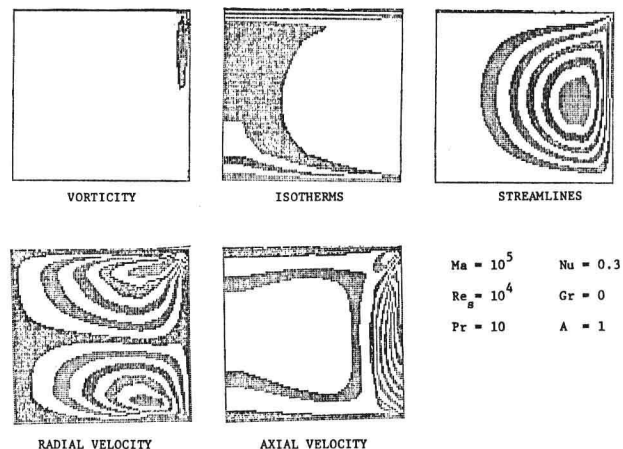 VORTICITY
ISOTHERMS
STREAMLINES
Ma = 10^5 Nu = 0.3
Re_s = 10^4 Gr = 0
Pr = 10 A = 1
RADIAL VELOCITY
AXIAL VELOCITY